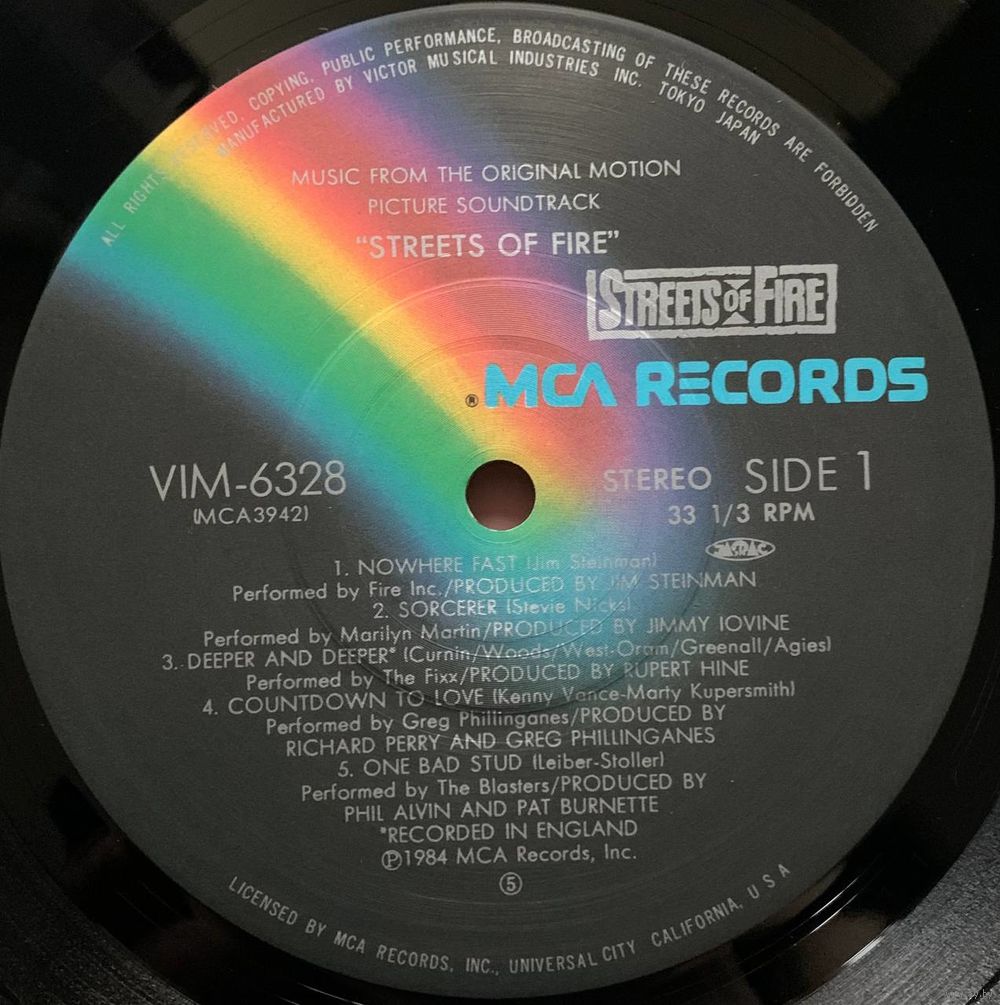 ALL RIGHTS RESERVED, COPYING, PUBLIC PERFORMANCE, BROADCASTING OF THESE RECORDS ARE FORBIDDEN
MANUFACTURED BY VICTOR MUSICAL INDUSTRIES INC. TOKYO JAPAN
MUSIC FROM THE ORIGINAL MOTION
PICTURE SOUNDTRACK
"STREETS OF FIRE"
STREETS OF FIRE
® MCA RECORDS
VIM-6328
(MCA3942)
STEREO SIDE 1
33 1/3 RPM
JASRAC
1. NOWHERE FAST (Jim Steinman)
Performed by Fire Inc./PRODUCED BY JIM STEINMAN
2. SORCERER (Stevie Nicks)
Performed by Marilyn Martin/PRODUCED BY JIMMY IOVINE
3. DEEPER AND DEEPER* (Curnin/Woods/West-Oram/Greenall/Agies)
Performed by The Fixx/PRODUCED BY RUPERT HINE
4. COUNTDOWN TO LOVE (Kenny Vance-Marty Kupersmith)
Performed by Greg Phillinganes/PRODUCED BY
RICHARD PERRY AND GREG PHILLINGANES
5. ONE BAD STUD (Leiber-Stoller)
Performed by The Blasters/PRODUCED BY
PHIL ALVIN AND PAT BURNETTE
*RECORDED IN ENGLAND
Ⓟ1984 MCA Records, Inc.
⑤
LICENSED BY MCA RECORDS, INC., UNIVERSAL CITY CALIFORNIA, U S A